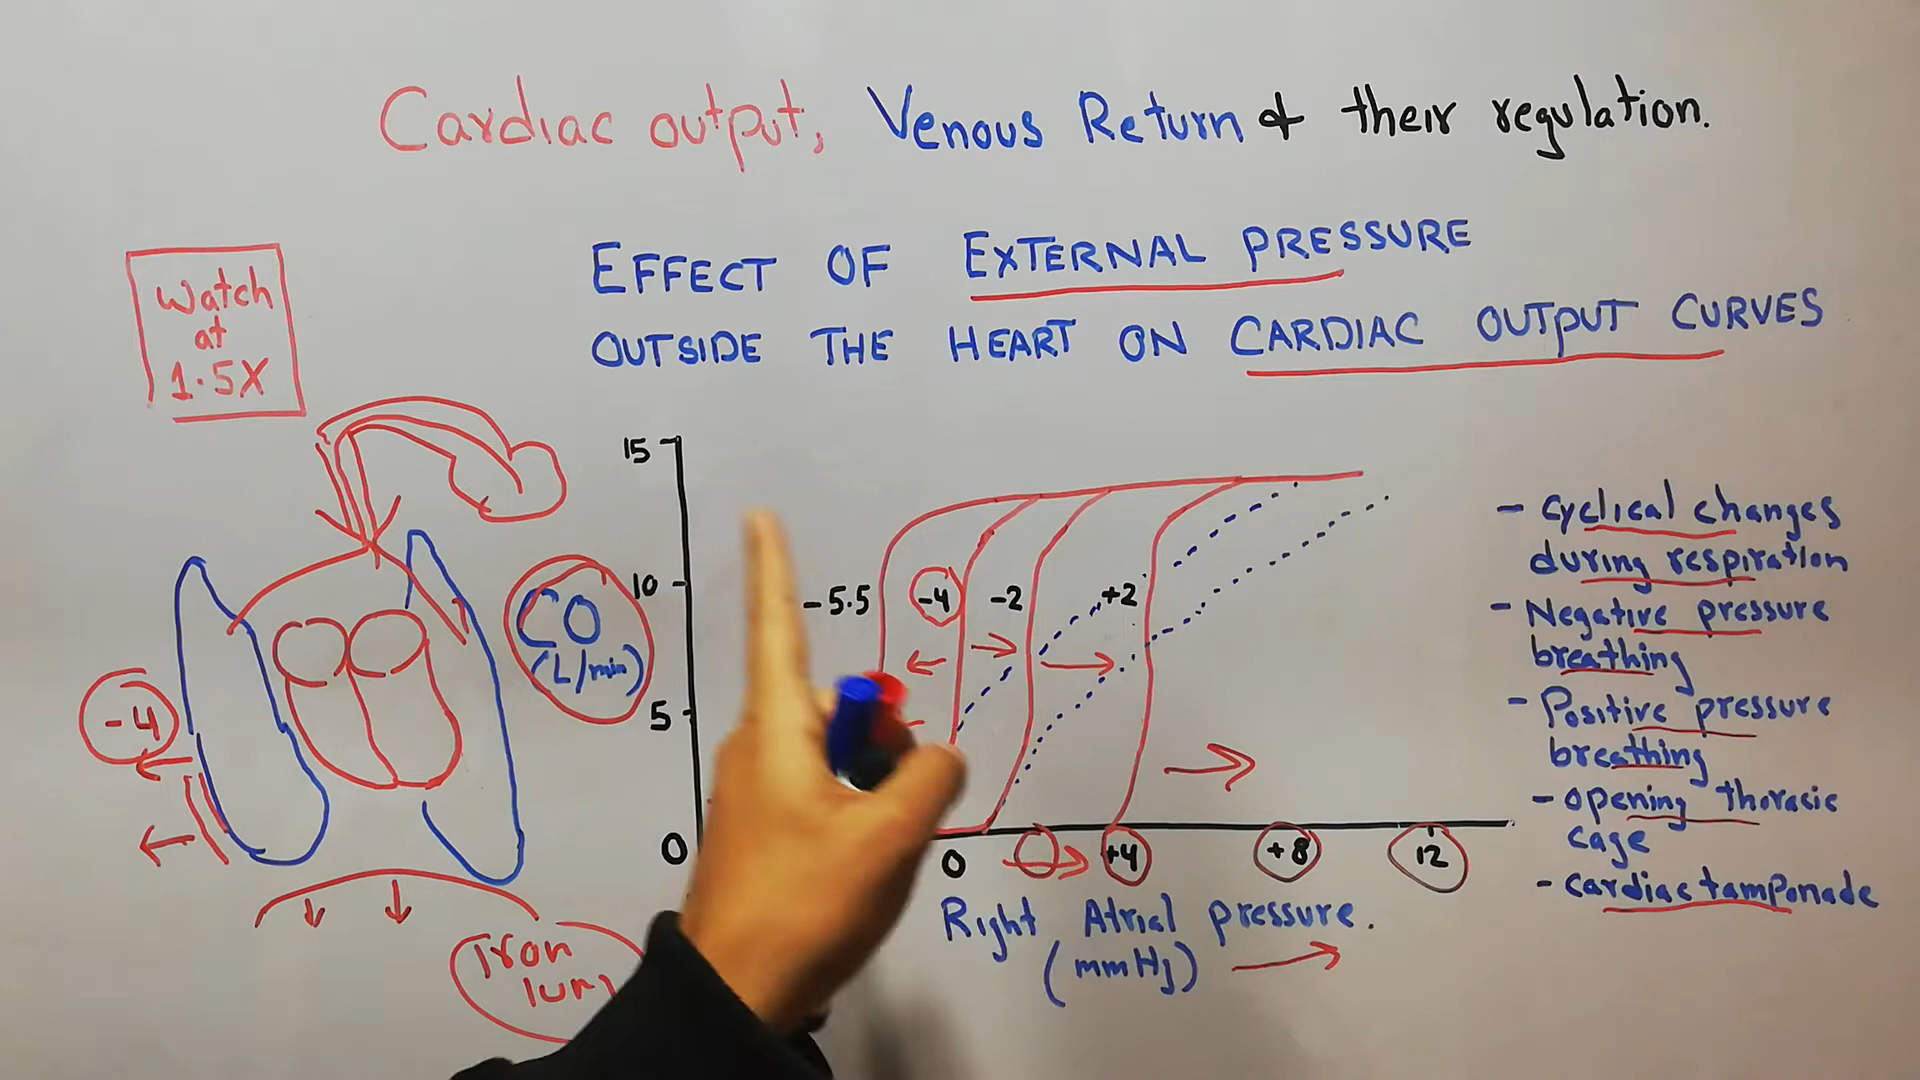 Cardiac output, Venous Return & their regulation.
EFFECT OF EXTERNAL PRESSURE
OUTSIDE THE HEART ON CARDIAC OUTPUT CURVES
Watch
at
1.5X
-4
Iron
CO
(L/min)
15
10
5
0
-5.5
-4
-2
+2
0
+4
+8
12
Right Atrial pressure.
(mmHg)
- Cyclical changes
during respiration
- Negative pressure
breathing
- Positive pressure
breathing
- Opening thoracic
cage
- Cardiac tamponade